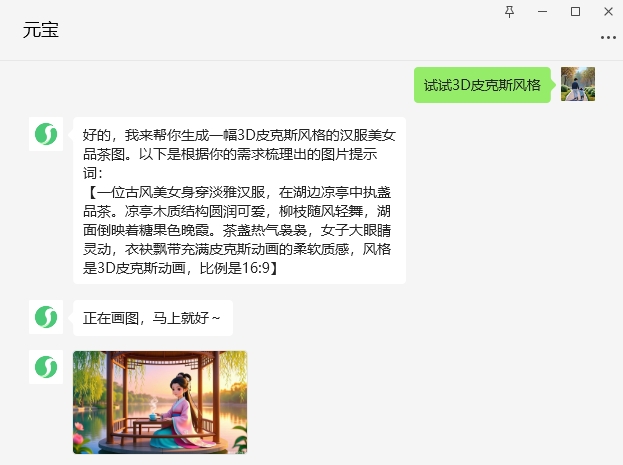 元宝
试试3D皮克斯风格
好的，我来帮你生成一幅3D皮克斯风格的汉服美女
品茶图。以下是根据你的需求梳理出的图片提示
词：
【一位古风美女身穿淡雅汉服，在湖边凉亭中执盏
品茶。凉亭木质结构圆润可爱，柳枝随风轻舞，湖
面倒映着糖果色晚霞。茶盏热气袅袅，女子大眼睛
灵动，衣袂飘带充满皮克斯动画的柔软质感，风格
是3D皮克斯动画，比例是16:9】
正在画图，马上就好～